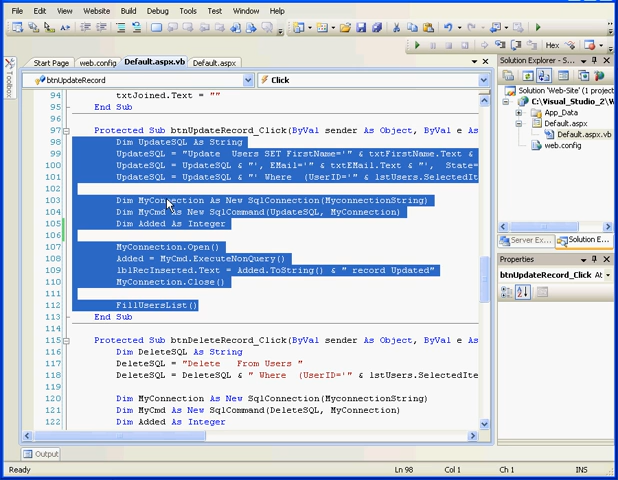 File Edit View Website Build Debug Tools Test Window Help
Hex
Toolbox
Start Page web.config Default.aspx.vb Default.aspx
btnUpdateRecord Click
94 txtJoined.Text = ""
95 End Sub
96
97 Protected Sub btnUpdateRecord_Click(ByVal sender As Object, ByVal e As
98 Dim UpdateSQL As String
99 UpdateSQL = "Update Users SET FirstName='" & txtFirstName.Text &
100 UpdateSQL = UpdateSQL & "', EMail='" & txtEMail.Text & "', State=
101 UpdateSQL = UpdateSQL & "' Where (UserID='" & lstUsers.SelectedIt
102
103 Dim MyConnection As New SqlConnection(MyconnectionString)
104 Dim MyCmd As New SqlCommand(UpdateSQL, MyConnection)
105 Dim Added As Integer
106
107 MyConnection.Open()
108 Added = MyCmd.ExecuteNonQuery()
109 lblRecInserted.Text = Added.ToString() & " record Updated"
110 MyConnection.Close()
111
112 FillUsersList()
113 End Sub
114
115 Protected Sub btnDeleteRecord_Click(ByVal sender As Object, ByVal e As
116 Dim DeleteSQL As String
117 DeleteSQL = "Delete From Users "
118 DeleteSQL = DeleteSQL & " Where (UserID='" & lstUsers.SelectedIte
119
120 Dim MyConnection As New SqlConnection(MyconnectionString)
121 Dim MyCmd As New SqlCommand(DeleteSQL, MyConnection)
122 Dim Added As Integer
Solution Explorer - S...
Solution 'Web-Site' (1 project
C:\Visual_Studio_2\
App_Data
Default.aspx
Default.aspx.vb
web.config
Server Ex... Solution E...
Properties
btnUpdateRecord_Click
Output
Ready Ln 98 Col 1 Ch 1 INS